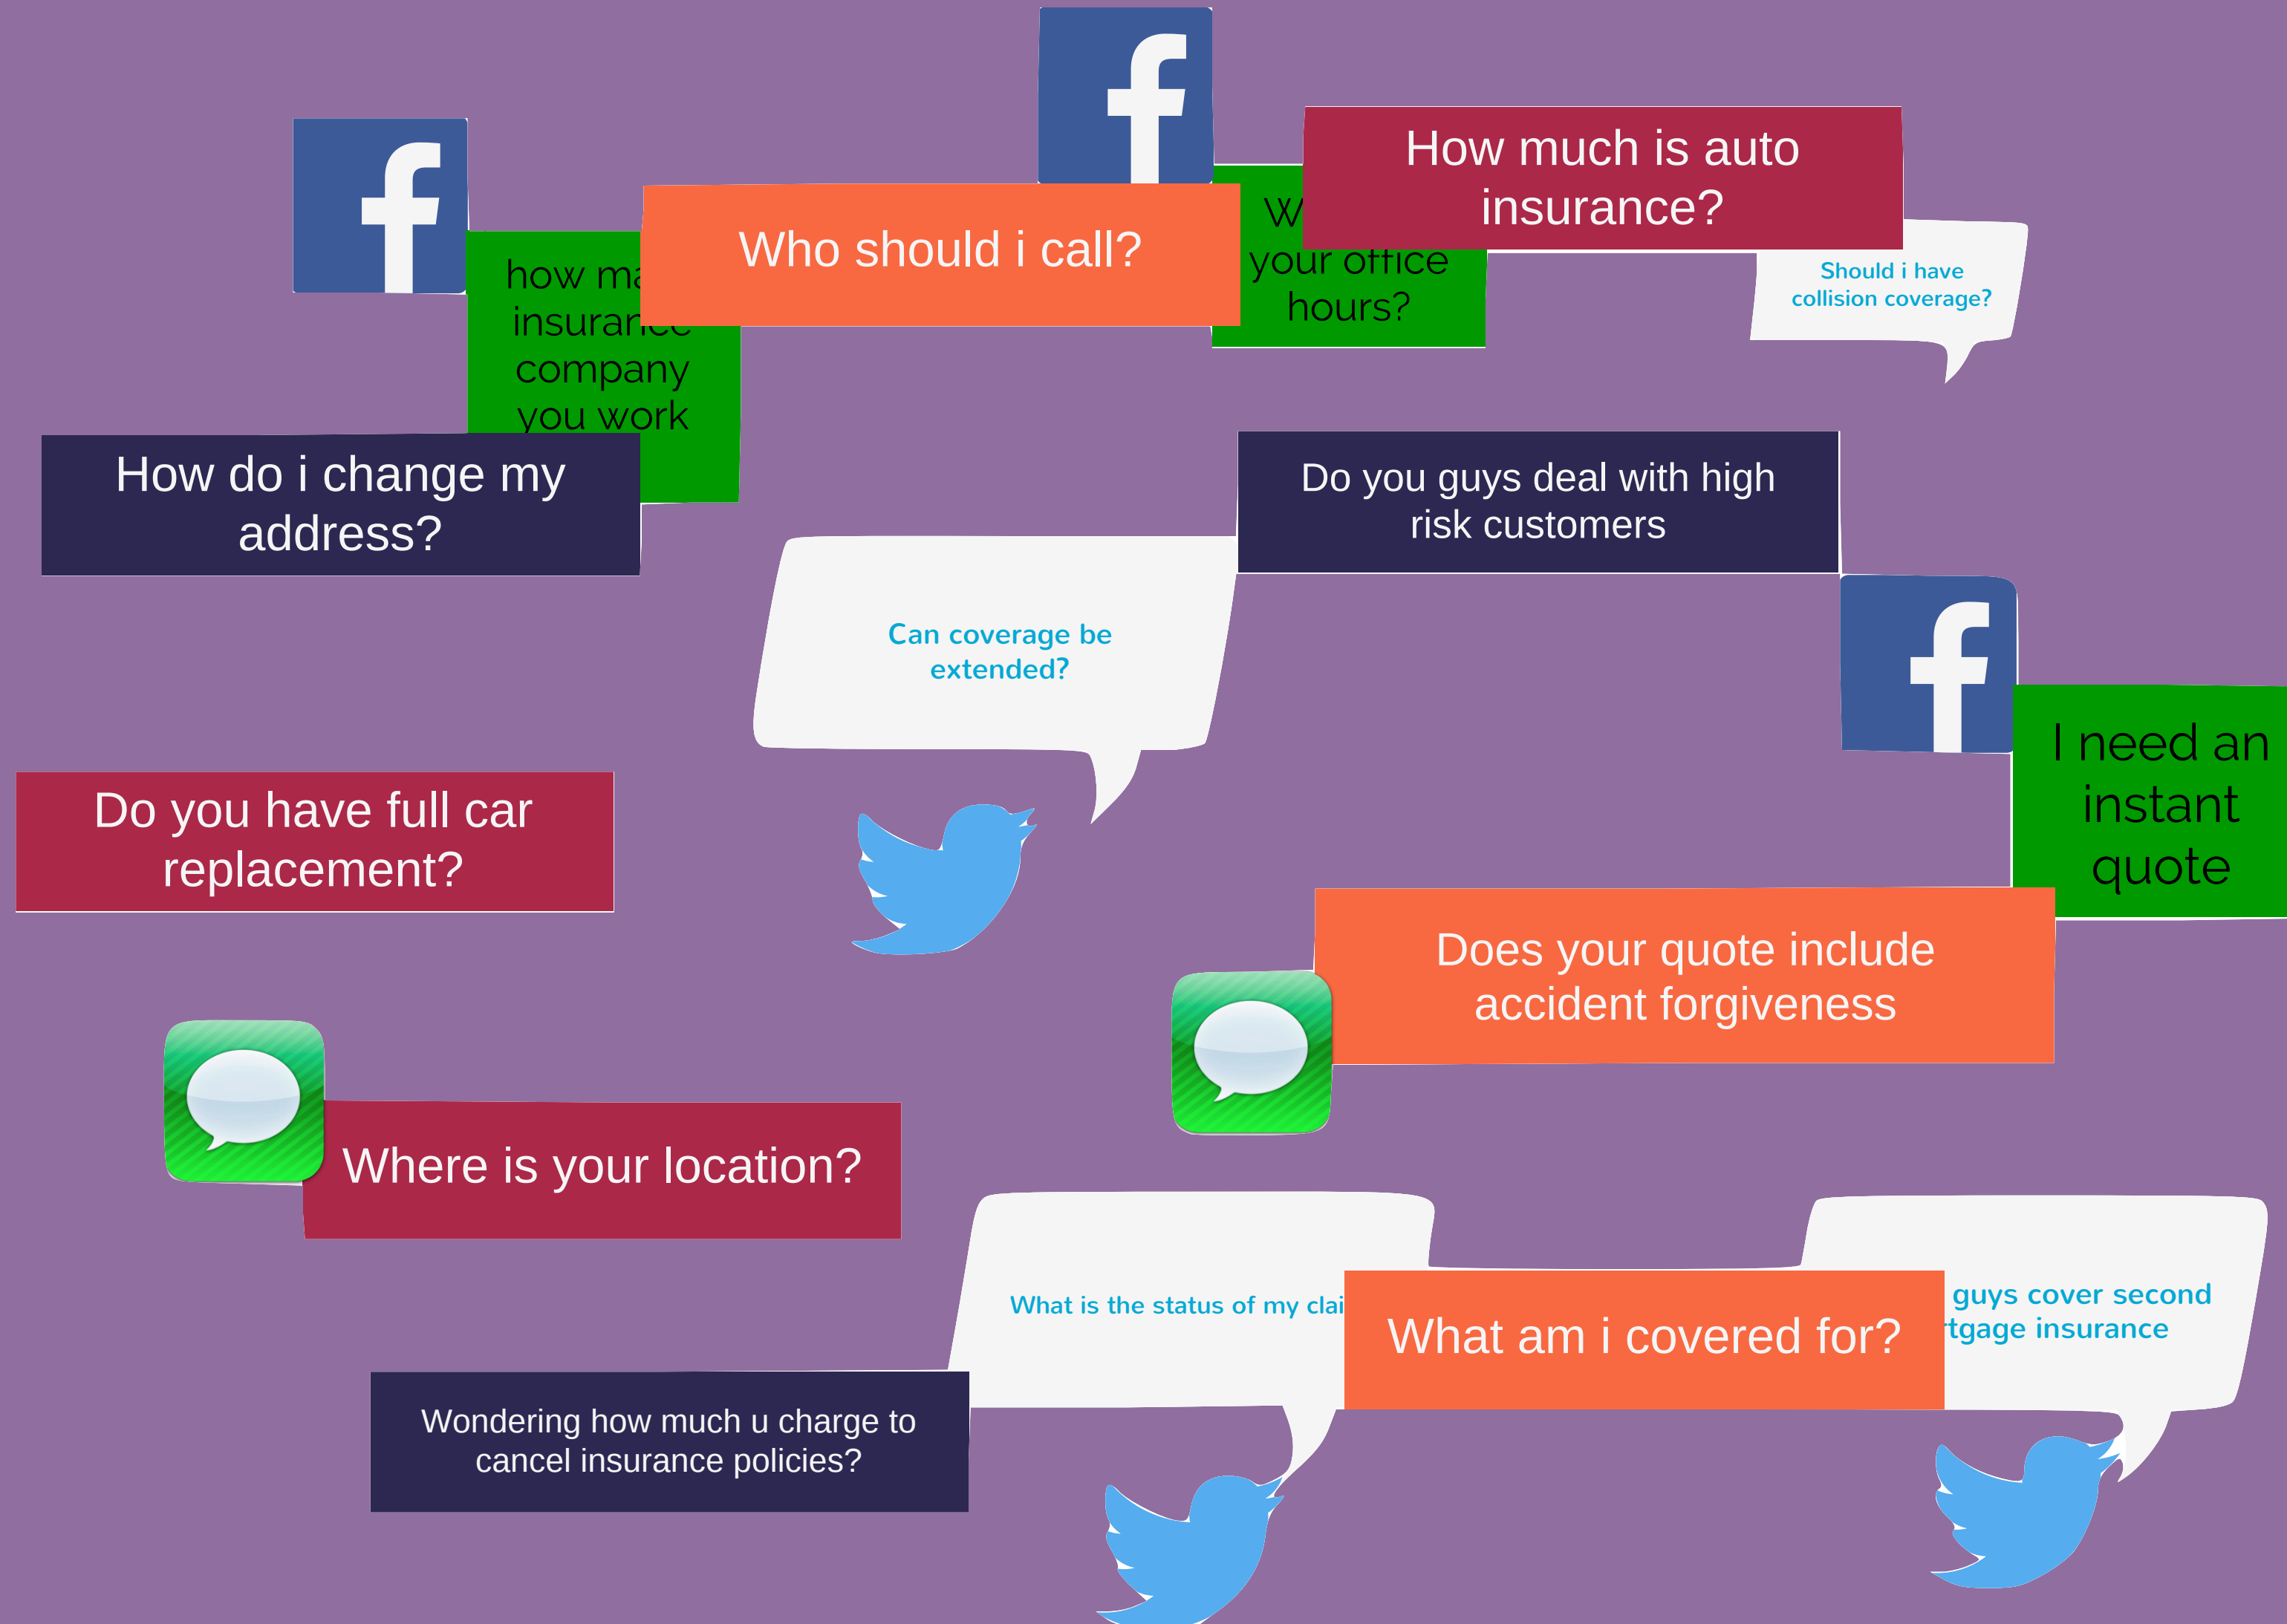 How much is auto
insurance?
Who should i call?
your office
hours?
Should i have
collision coverage?
how
insurance
company
you work
How do i change my
address?
Do you guys deal with high
risk customers
Can coverage be
extended?
I need an
instant
quote
Do you have full car
replacement?
Does your quote include
accident forgiveness
Where is your location?
What is the status of my
What am i covered for?
guys cover second
insurance
Wondering how much u charge to
cancel insurance policies?